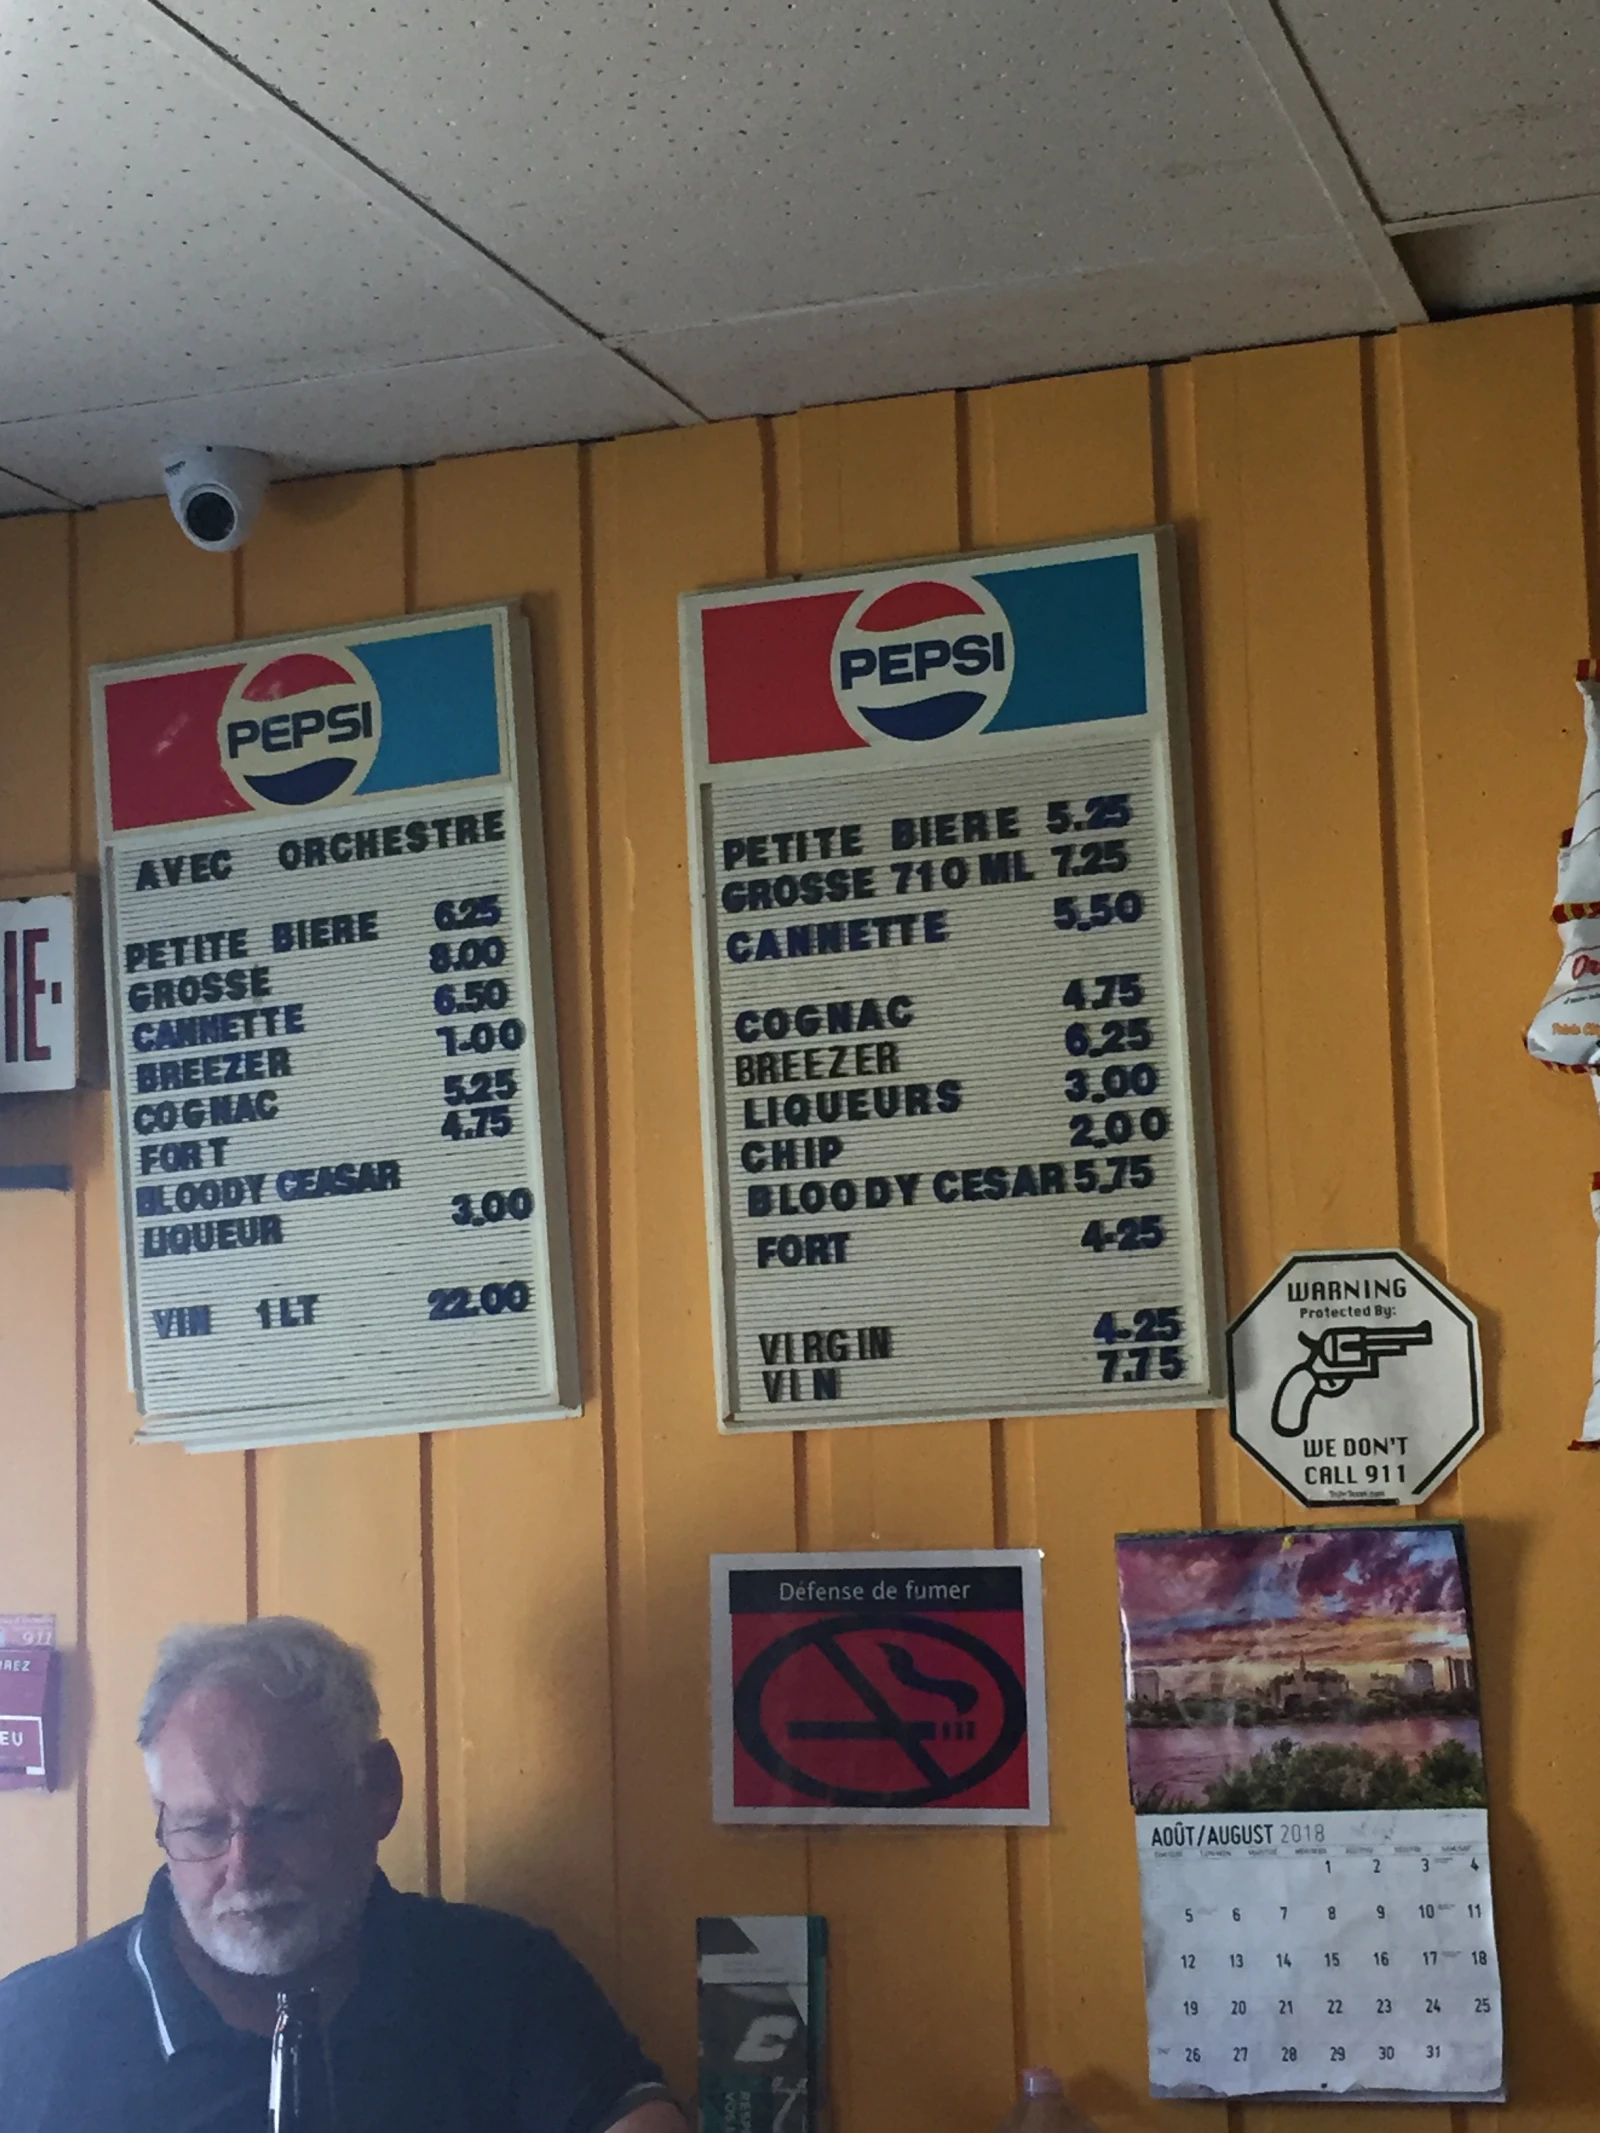 PEPSI
AVEC ORCHESTRE
PETITE BIERE 6.25
GROSSE 8.00
CANNETTE 6.50
BREEZER 7.00
COGNAC 5.25
FORT 4.75
BLOODY CEASAR
LIQUEUR 3.00
VIN 1 LT 22.00
PEPSI
PETITE BIERE 5.25
GROSSE 710 ML 7.25
CANNETTE 5.50
COGNAC 4.75
BREEZER 6.25
LIQUEURS 3.00
CHIP 2.00
BLOODY CESAR 5.75
FORT 4.25
VIRGIN 4.25
VIN 7.75
IE.
WARNING
Protected By:
WE DON'T
CALL 911
Défense de fumer
911
REZ
EU
AOÛT/AUGUST 2018
1 2 3 4
5 6 7 8 9 10 11
12 13 14 15 16 17 18
19 20 21 22 23 24 25
26 27 28 29 30 31
Or